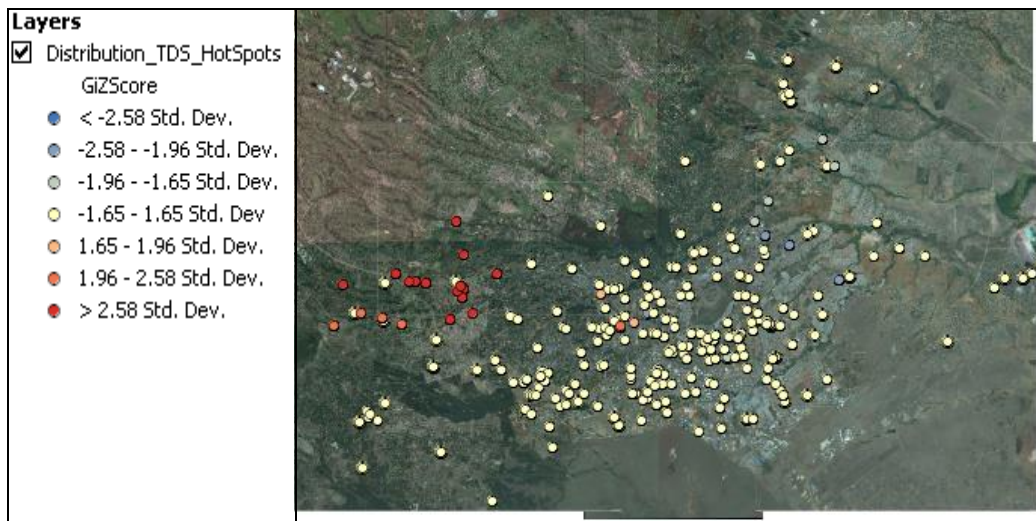 Layers
Distribution_TDS_HotSpots
GiZScore
< -2.58 Std. Dev.
-2.58 - -1.96 Std. Dev.
-1.96 - -1.65 Std. Dev.
-1.65 - 1.65 Std. Dev
1.65 - 1.96 Std. Dev.
1.96 - 2.58 Std. Dev.
> 2.58 Std. Dev.